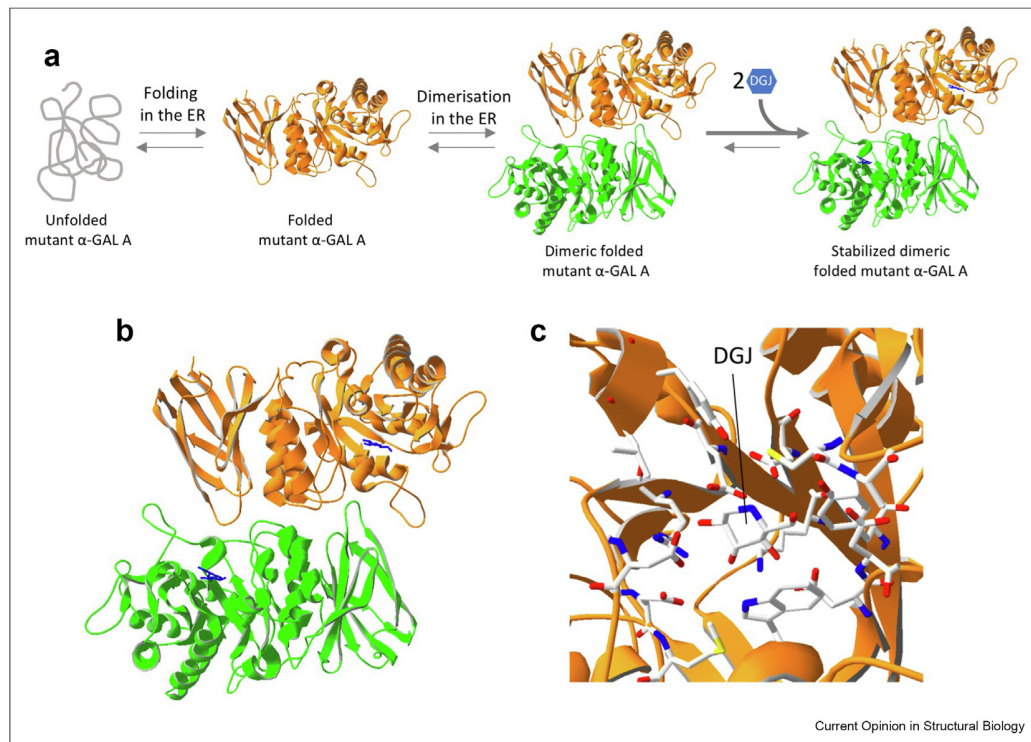 a
Folding
in the ER
Dimerisation
in the ER
2 DGJ
Unfolded
mutant α-GAL A
Folded
mutant α-GAL A
Dimeric folded
mutant α-GAL A
Stabilized dimeric
folded mutant α-GAL A
b
c
DGJ
Current Opinion in Structural Biology